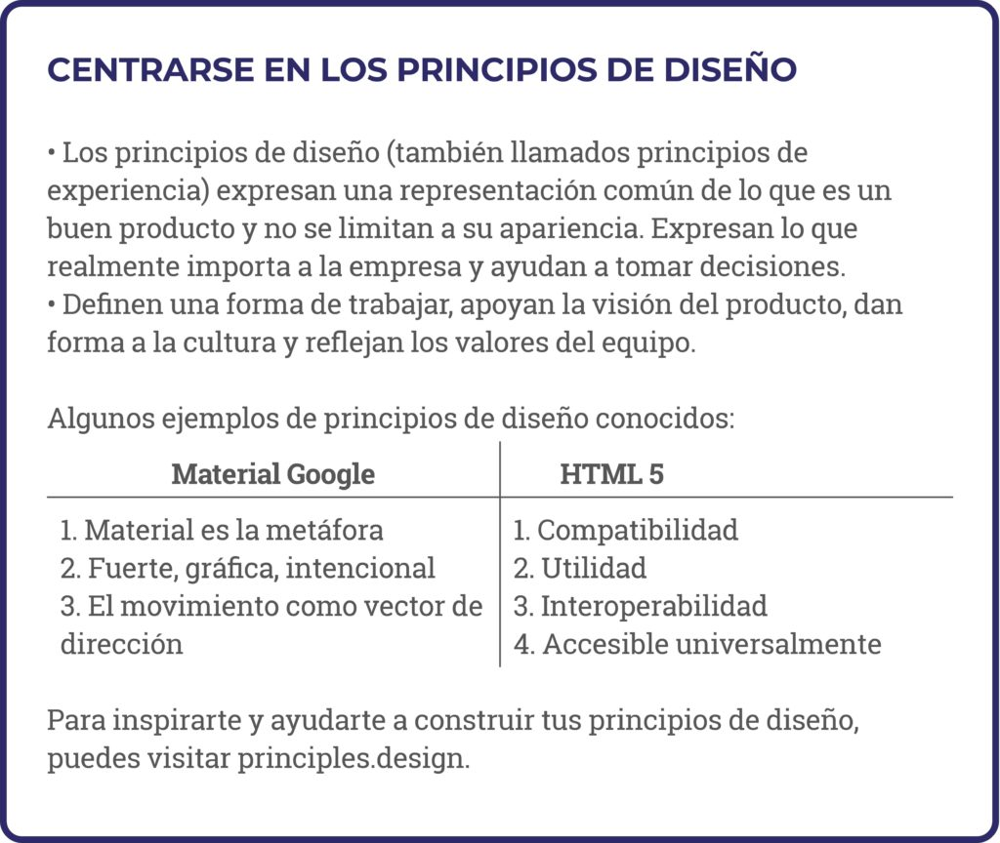 CENTRARSE EN LOS PRINCIPIOS DE DISEÑO
• Los principios de diseño (también llamados principios de
experiencia) expresan una representación común de lo que es un
buen producto y no se limitan a su apariencia. Expresan lo que
realmente importa a la empresa y ayudan a tomar decisiones.
• Definen una forma de trabajar, apoyan la visión del producto, dan
forma a la cultura y reflejan los valores del equipo.
Algunos ejemplos de principios de diseño conocidos:
Material Google
1. Material es la metáfora
2. Fuerte, gráfica, intencional
3. El movimiento como vector de
dirección
HTML 5
1. Compatibilidad
2. Utilidad
3. Interoperabilidad
4. Accesible universalmente
Para inspirarte y ayudarte a construir tus principios de diseño,
puedes visitar principles.design.